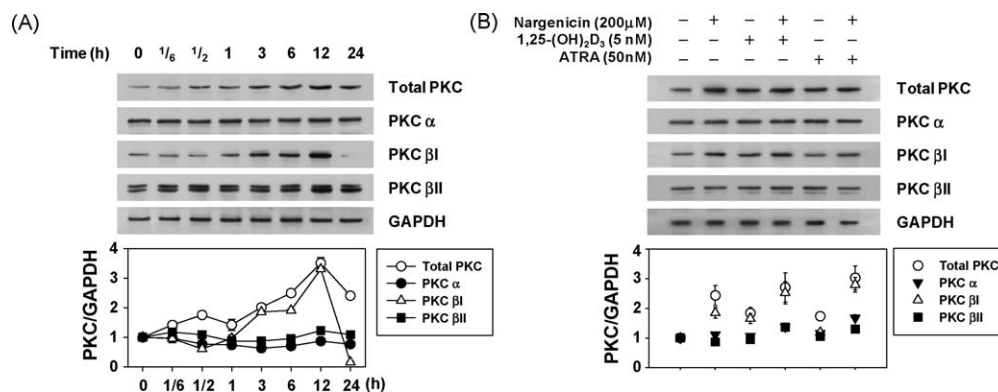 (A)
Time (h) 0 1/6 1/2 1 3 6 12 24
Total PKC
PKC α
PKC βI
PKC βII
GAPDH
PKC/GAPDH
4
3
2
1
0
0 1/6 1/2 1 3 6 12 24 (h)
Total PKC
PKC α
PKC βI
PKC βII
(B)
Nargenicin (200μM) – + – + – +
1,25-(OH)₂D₃ (5 nM) – – + + – –
ATRA (50nM) – – – – + +
Total PKC
PKC α
PKC βI
PKC βII
GAPDH
PKC/GAPDH
4
3
2
1
0
Total PKC
PKC α
PKC βI
PKC βII